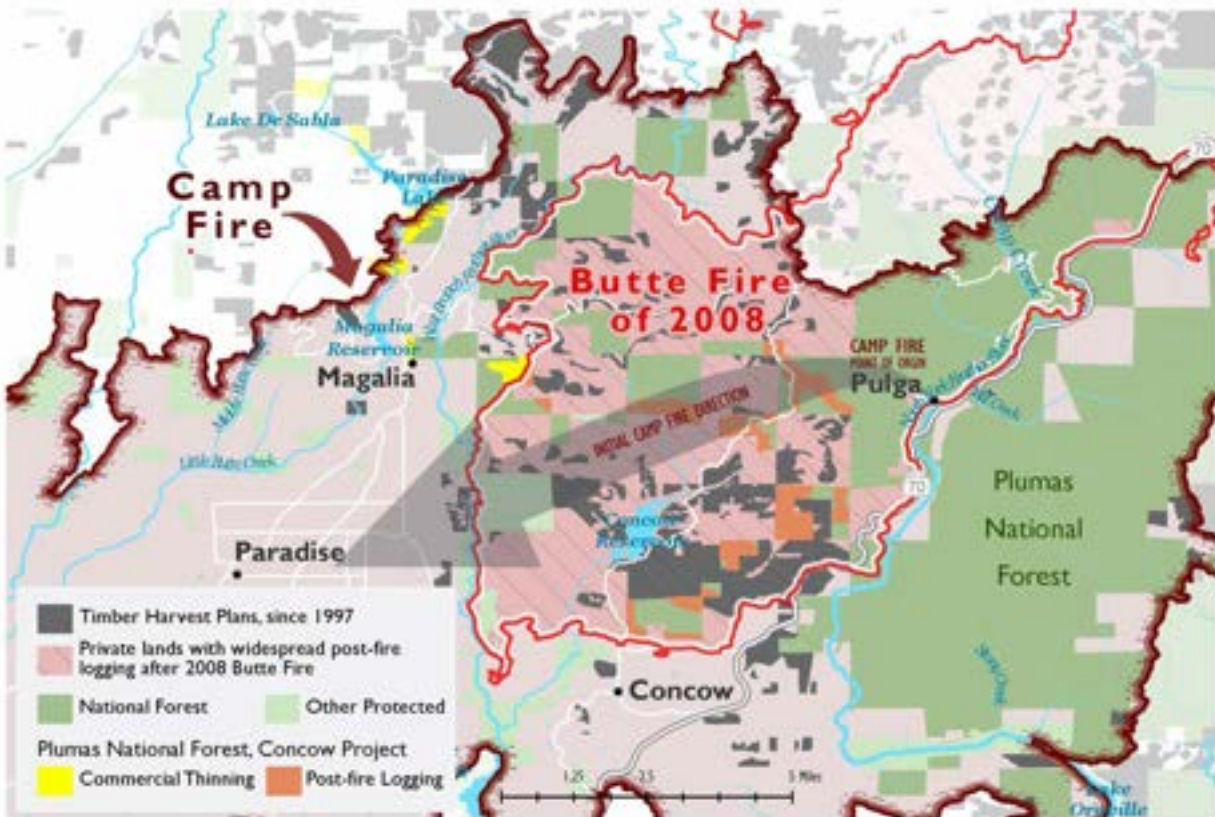 Lake De Sabla
Camp
Fire
Paradise
Lake
Butte Fire
of 2008
Magalia
Reservoir
Magalia
CAMP FIRE
POINT OF ORIGIN
Pulga
INITIAL CAMP FIRE DIRECTION
70
70
Plumas
National
Forest
Concow
Reservoir
Paradise
Concow
Timber Harvest Plans, since 1997
Private lands with widespread post-fire
logging after 2008 Butte Fire
National Forest
Other Protected
Plumas National Forest, Concow Project
Commercial Thinning
Post-fire Logging
1.25
2.5
5 Miles
Lake
Oroville